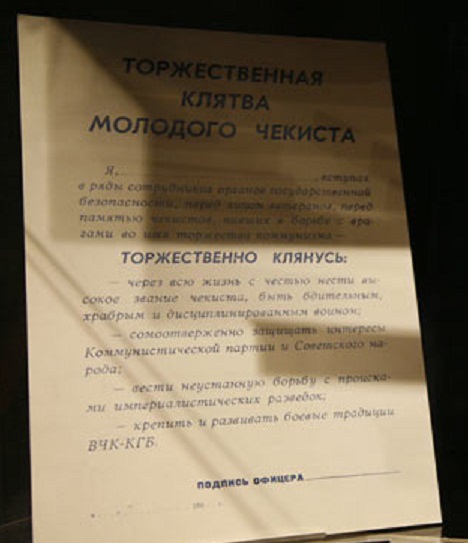 ТОРЖЕСТВЕННАЯ
КЛЯТВА
МОЛОДОГО ЧЕКИСТА
Я, , вступая
в ряды сотрудников органов государственной
безопасности, перед лицом ветеранов, перед
памятью чекистов, павших в борьбе с вра-
гами во имя торжества коммунизма —
ТОРЖЕСТВЕННО КЛЯНУСЬ:
— через всю жизнь с честью нести вы-
сокое звание чекиста, быть бдительным,
храбрым и дисциплинированным воином;
— самоотверженно защищать интересы
Коммунистической партии и Советского на-
рода;
— вести неустанную борьбу с происка-
ми империалистических разведок;
— крепить и развивать боевые традиции
ВЧК-КГБ.
ПОДПИСЬ ОФИЦЕРА